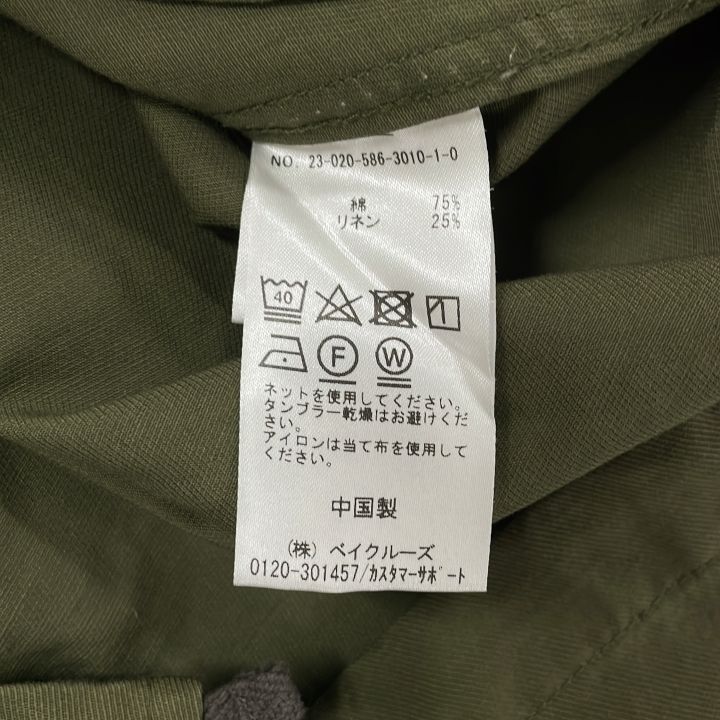 NO. 23-020-586-3010-1-0
綿 75%
リネン 25%
40
F W
ネットを使用してください。
タンブラー乾燥はお避けくだ
さい。
アイロンは当て布を使用して
ください。
中国製
(株) ベイクルーズ
0120-301457/ｶｽﾀﾏｰｻﾎﾟｰﾄ